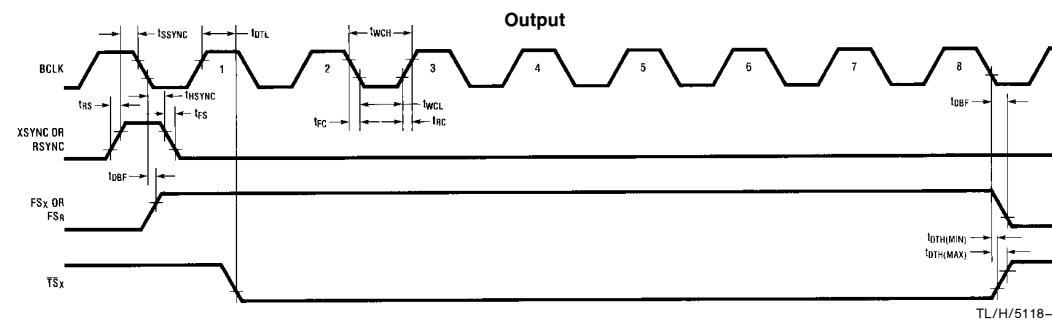 Output
tSSYNC
tDTL
tWCH
BCLK
1
2
3
4
5
6
7
8
tRS
tHSYNC
tFS
tWCL
tFC
tRC
tDBF
XSYNC OR
RSYNC
tDBF
FSX OR
FSR
tDTH(MIN)
tDTH(MAX)
TSX
TL/H/5118–